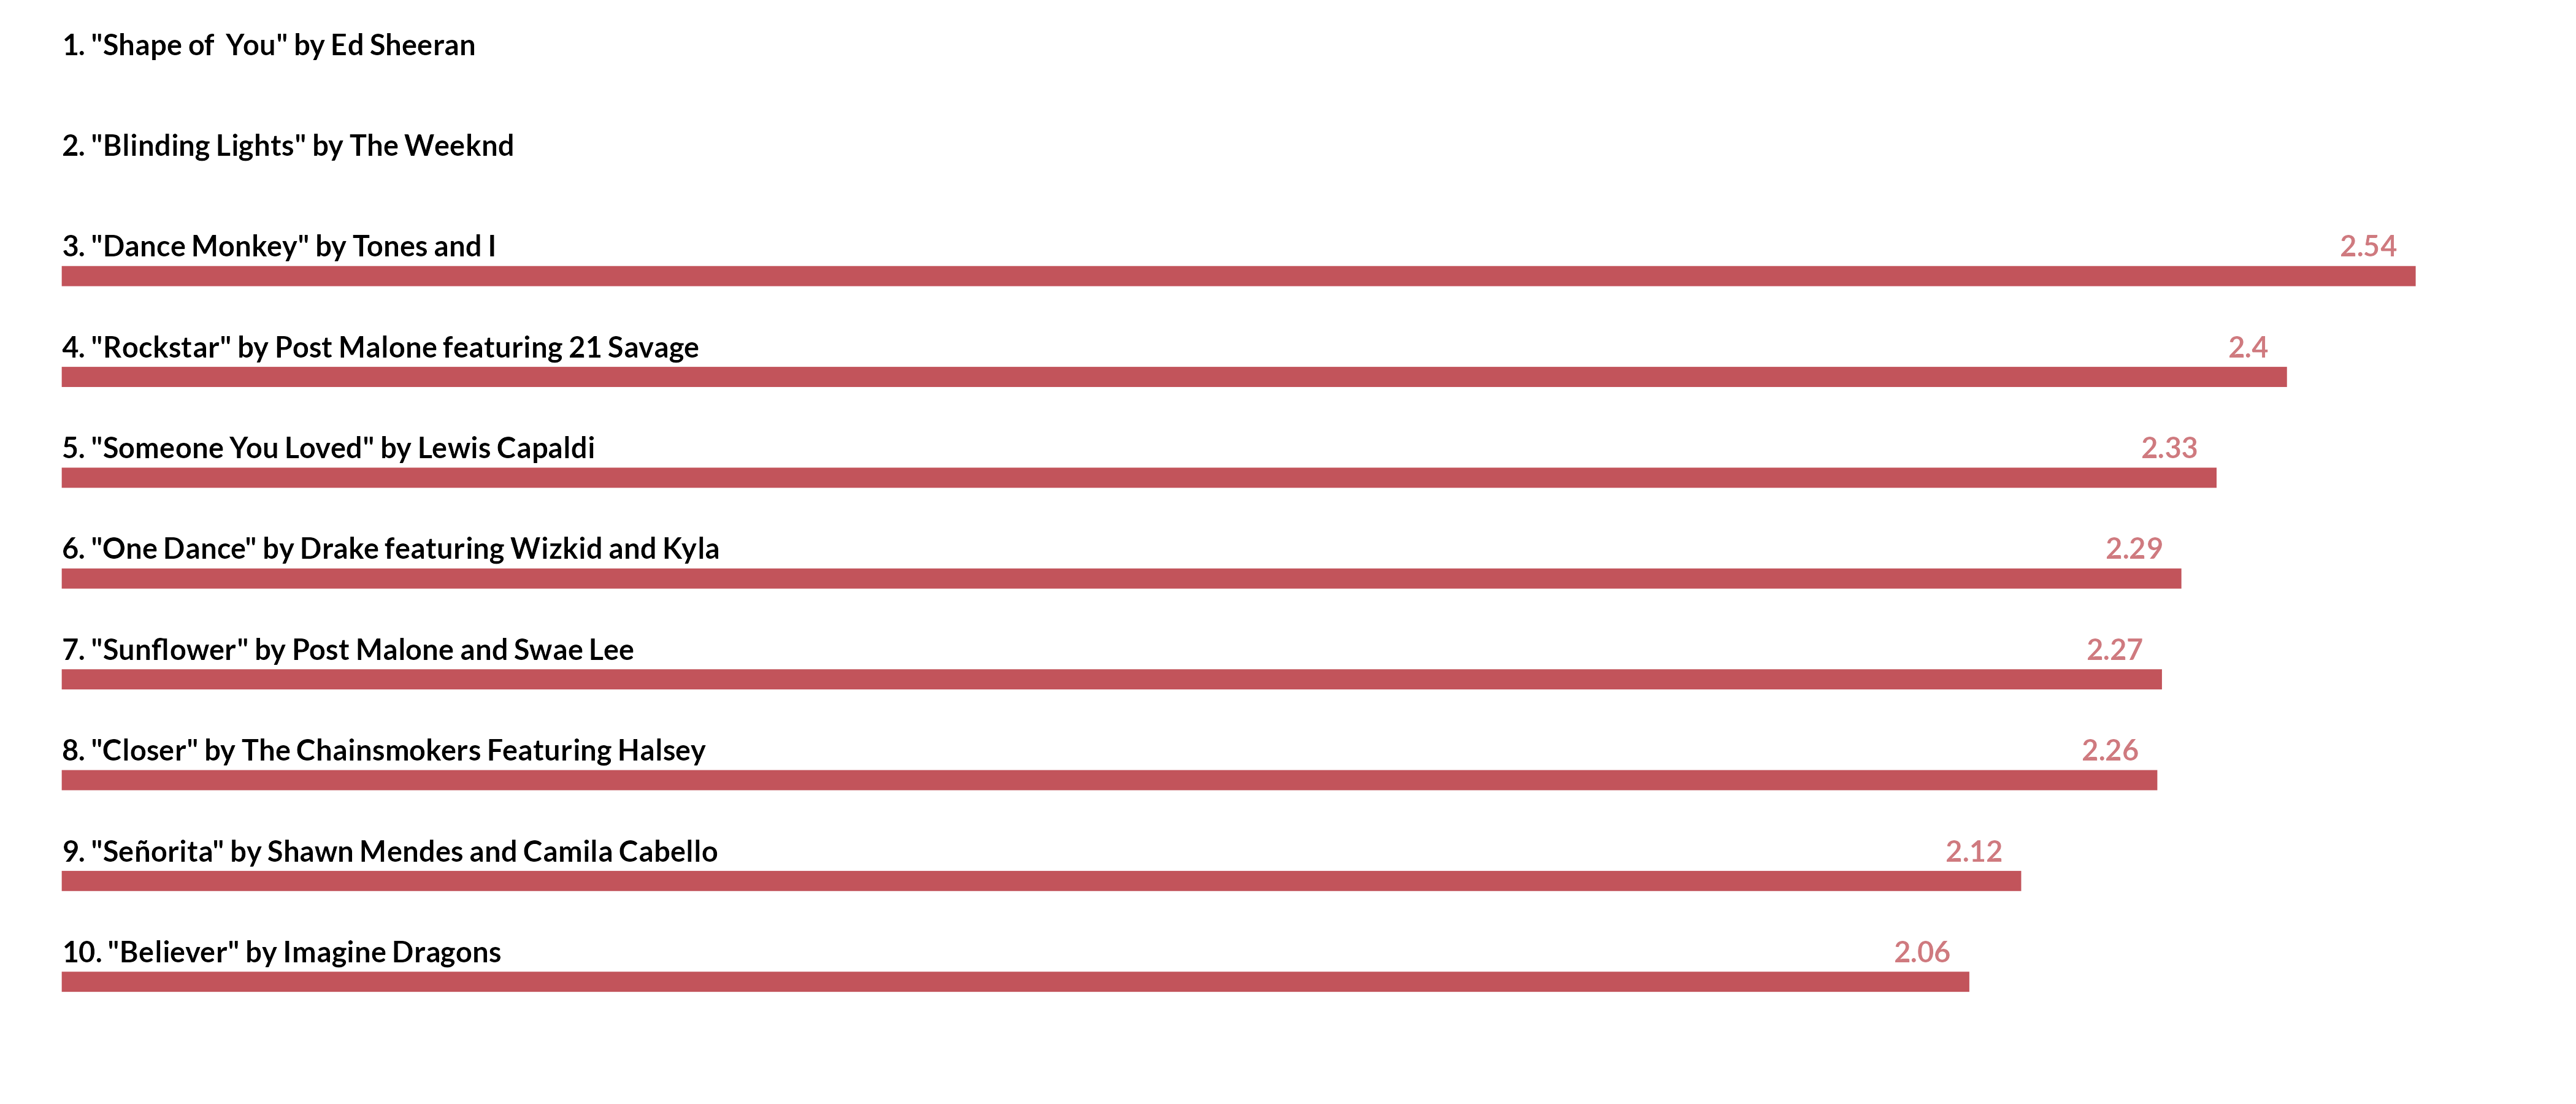 1. "Shape of  You" by Ed Sheeran
2. "Blinding Lights" by The Weeknd
3. "Dance Monkey" by Tones and I
2.54
4. "Rockstar" by Post Malone featuring 21 Savage
2.4
5. "Someone You Loved" by Lewis Capaldi
2.33
6. "One Dance" by Drake featuring Wizkid and Kyla
2.29
7. "Sunflower" by Post Malone and Swae Lee
2.27
8. "Closer" by The Chainsmokers Featuring Halsey
2.26
9. "Señorita" by Shawn Mendes and Camila Cabello
2.12
10. "Believer" by Imagine Dragons
2.06